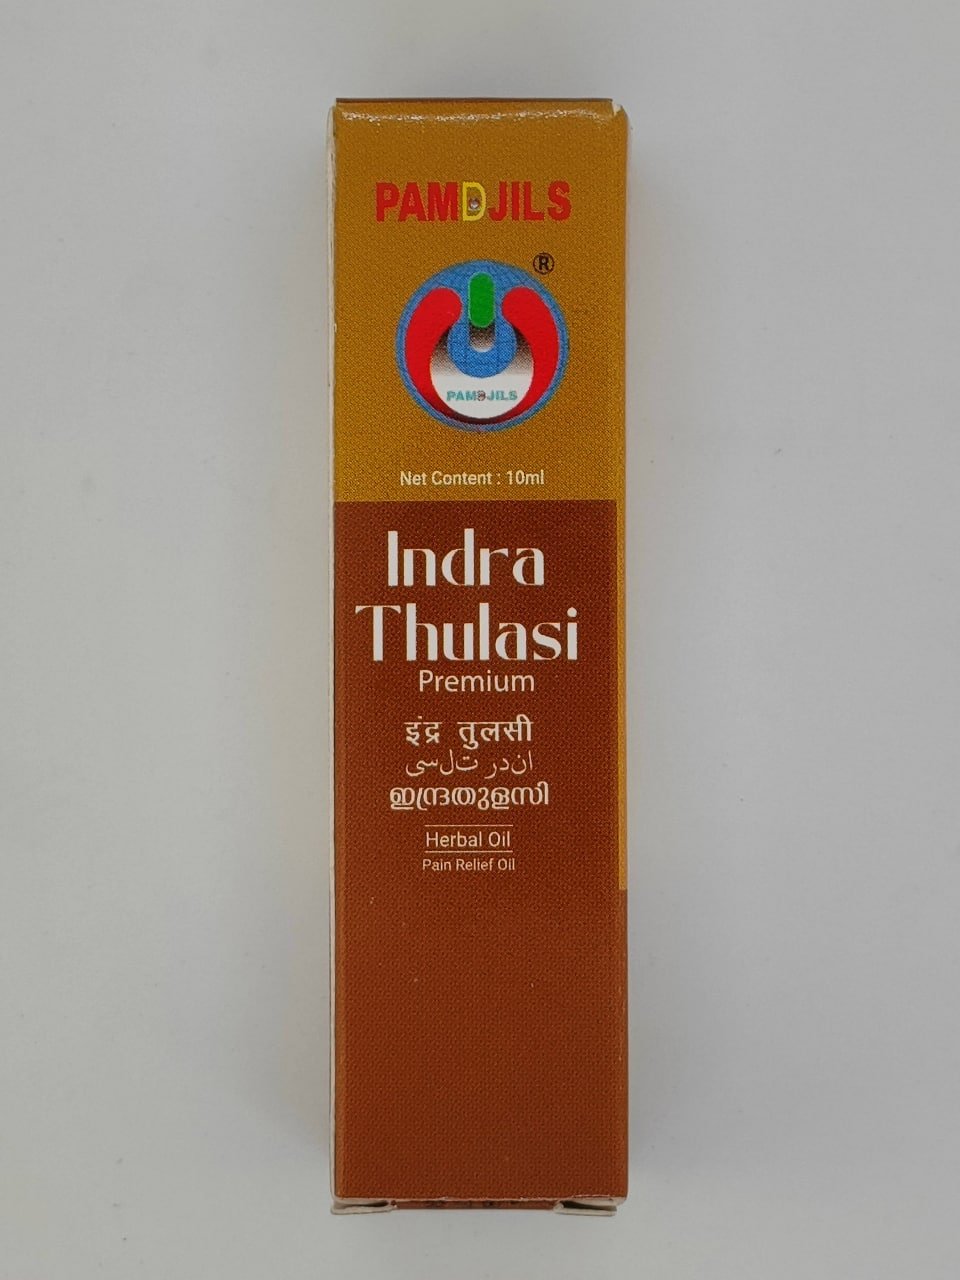 PAMDJILS
®
PAMDJILS
Net Content : 10ml
Indra
Thulasi
Premium
इंद्र तुलसी
اندر تلسی
ഇന്ദ്രതുളസി
Herbal Oil
Pain Relief Oil